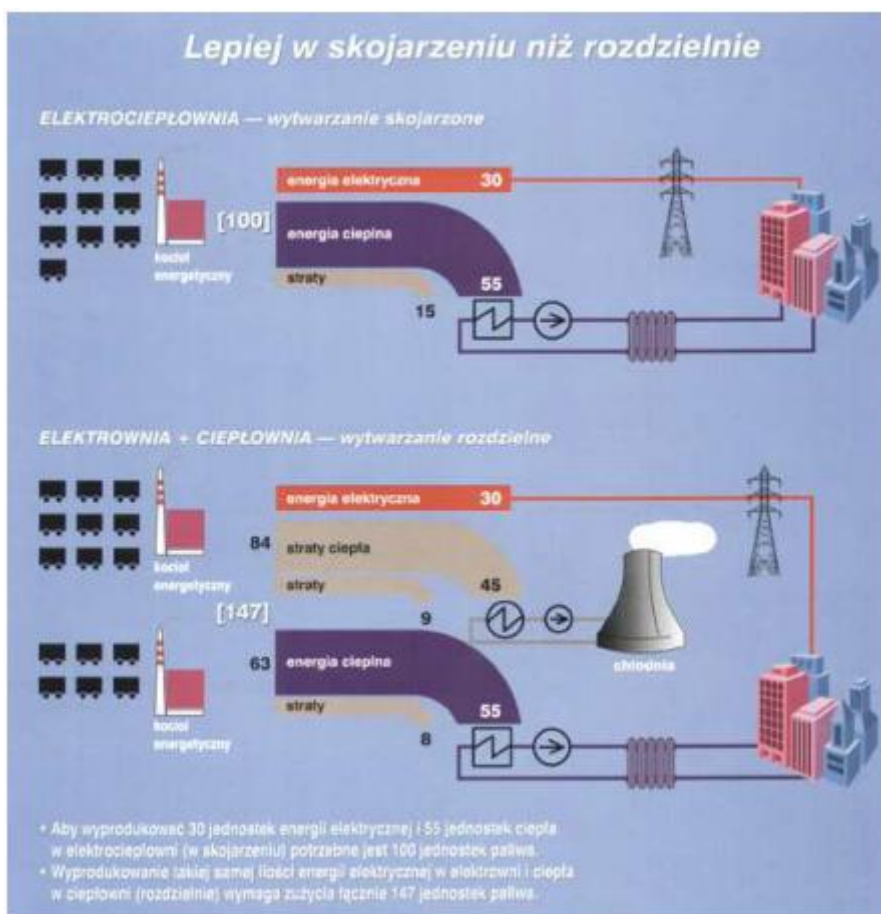 Lepiej w skojarzeniu niż rozdzielnie
ELEKTROCIEPŁOWNIA — wytwarzanie skojarzone
energia elektryczna 30
[100]
energia cieplna
kocioł
energetyczny
straty
55
15
ELEKTROWNIA + CIEPŁOWNIA — wytwarzanie rozdzielne
energia elektryczna 30
84
straty ciepła
kocioł
energetyczny
straty
45
9
[147]
63
energia cieplna
chłodnia
straty
55
kocioł
energetyczny
8
• Aby wyprodukować 30 jednostek energii elektrycznej i 55 jednostek ciepła
w elektrociepłowni (w skojarzeniu) potrzebne jest 100 jednostek paliwa.
• Wyprodukowanie takiej samej ilości energii elektrycznej w elektrowni i ciepła
w ciepłowni (rozdzielnie) wymaga zużycia łącznie 147 jednostek paliwa.